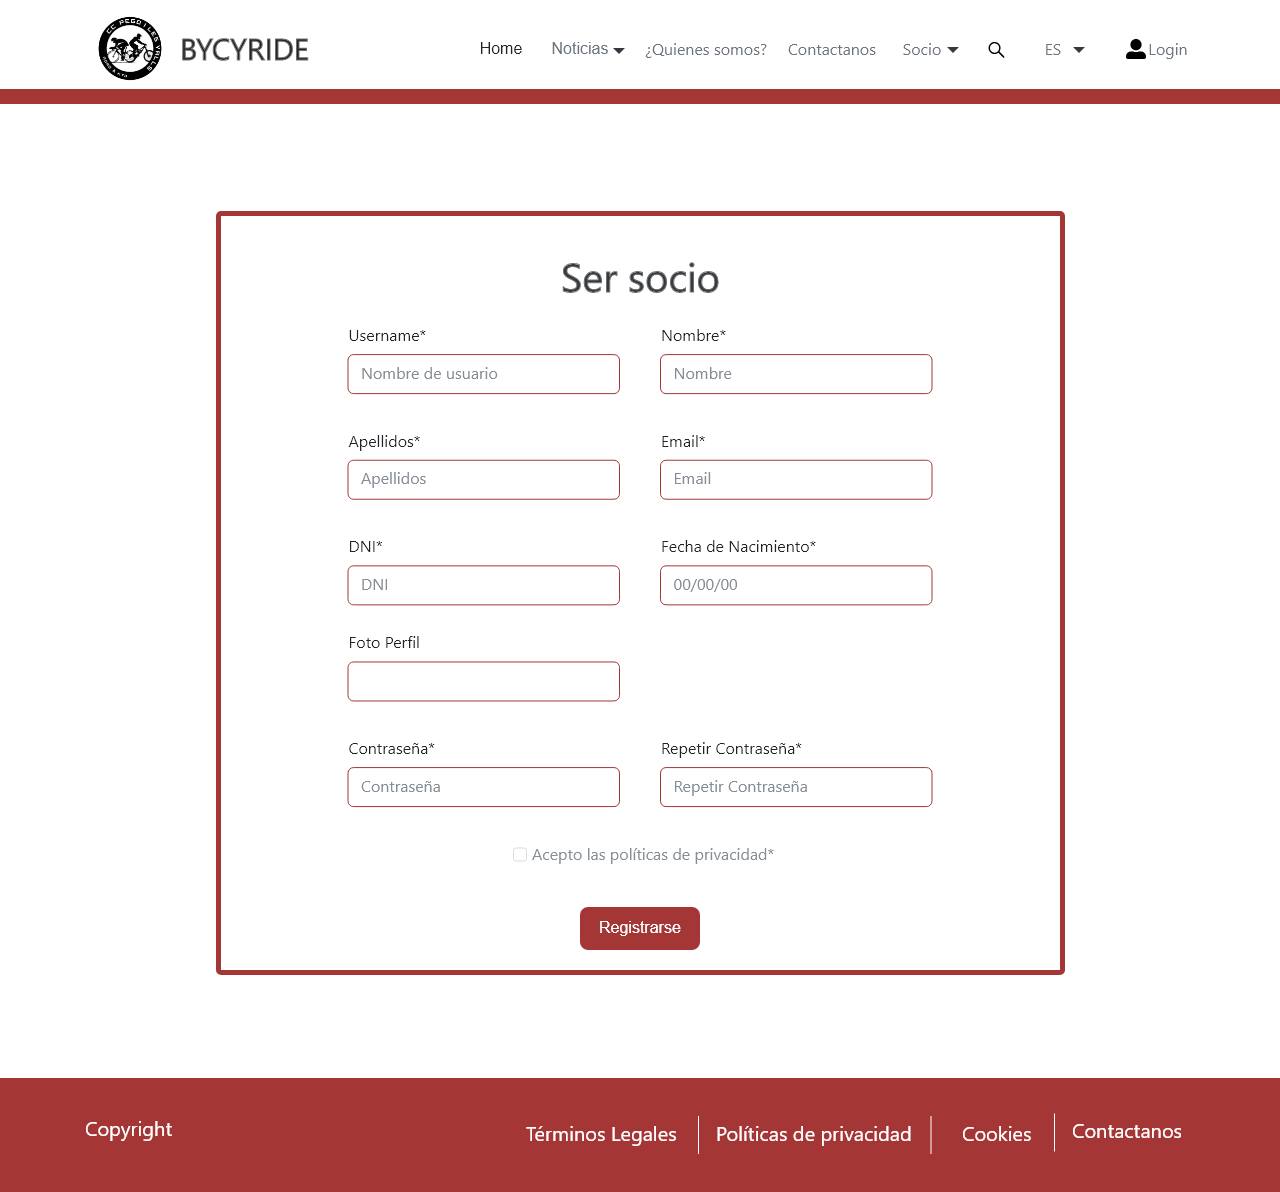 BYCYRIDE
Home Noticias ¿Quienes somos? Contactanos Socio ES Login
Ser socio
Username* Nombre*
Nombre de usuario Nombre
Apellidos* Email*
Apellidos Email
DNI* Fecha de Nacimiento*
DNI 00/00/00
Foto Perfil
Contraseña* Repetir Contraseña*
Contraseña Repetir Contraseña
Acepto las políticas de privacidad*
Registrarse
Copyright Términos Legales Políticas de privacidad Cookies Contactanos